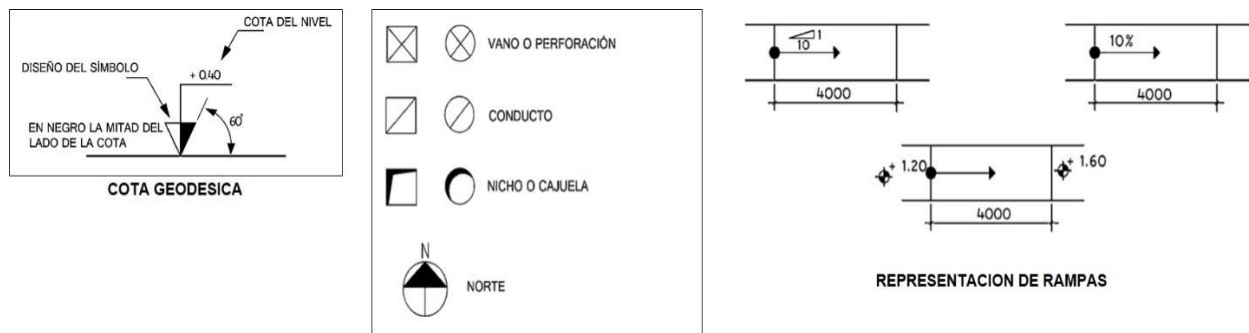 COTA DEL NIVEL
DISEÑO DEL SÍMBOLO
+ 0.40
EN NEGRO LA MITAD DEL
LADO DE LA COTA
60°
COTA GEODESICA
VANO O PERFORACIÓN
CONDUCTO
NICHO O CAJUELA
N
NORTE
1
10
4000
10%
4000
+ 1.20
+ 1.60
4000
REPRESENTACION DE RAMPAS